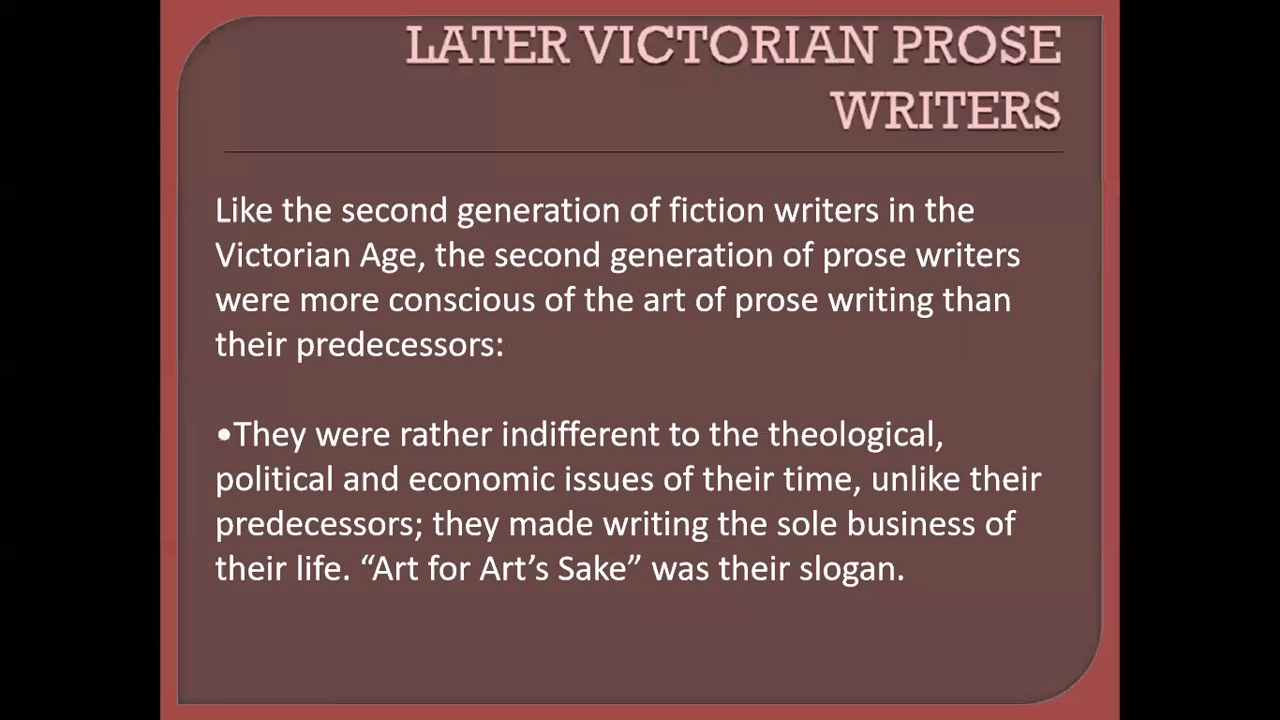 LATER VICTORIAN PROSE
WRITERS
Like the second generation of fiction writers in the
Victorian Age, the second generation of prose writers
were more conscious of the art of prose writing than
their predecessors:
•They were rather indifferent to the theological,
political and economic issues of their time, unlike their
predecessors; they made writing the sole business of
their life. “Art for Art’s Sake” was their slogan.